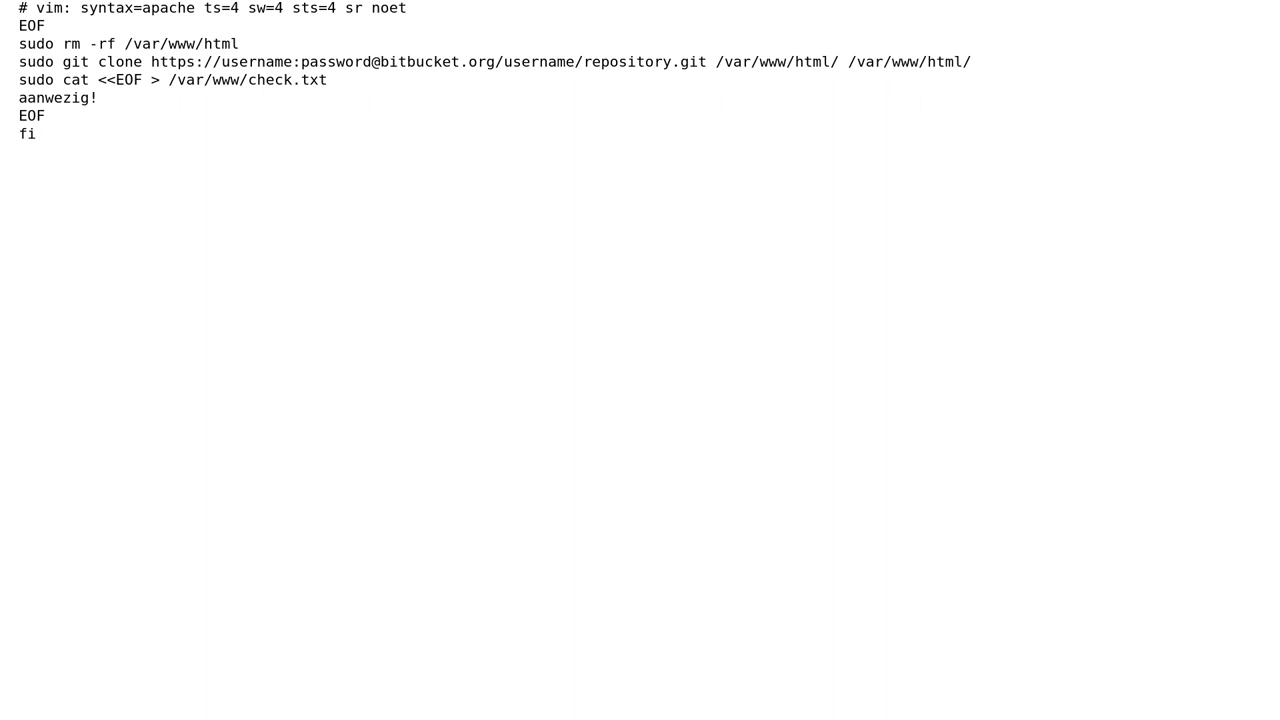 # vim: syntax=apache ts=4 sw=4 sts=4 sr noet
EOF
sudo rm -rf /var/www/html
sudo git clone https://username:password@bitbucket.org/username/repository.git /var/www/html/ /var/www/html/
sudo cat <<EOF > /var/www/check.txt
aanwezig!
EOF
fi